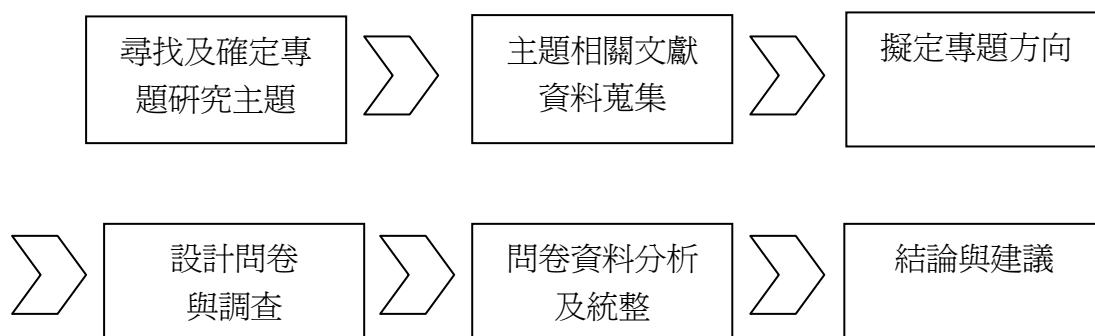 尋找及確定專
題研究主題
主題相關文獻
資料蒐集
擬定專題方向
設計問卷
與調查
問卷資料分析
及統整
結論與建議